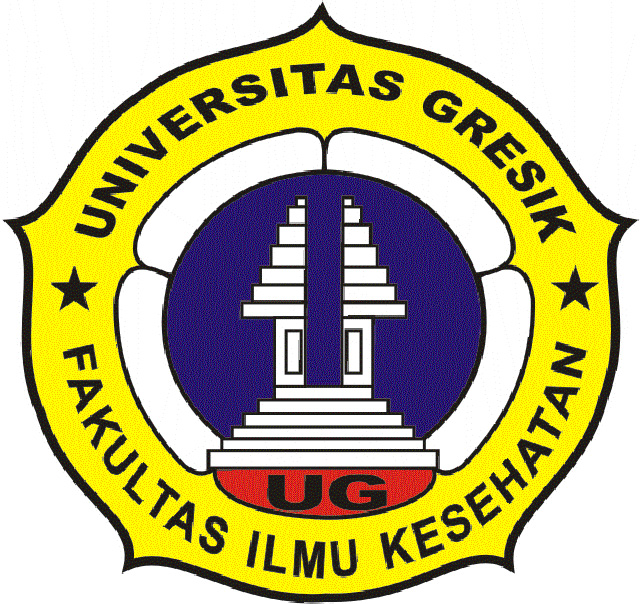 UNIVERSITAS GRESIK
FAKULTAS ILMU KESEHATAN
UG